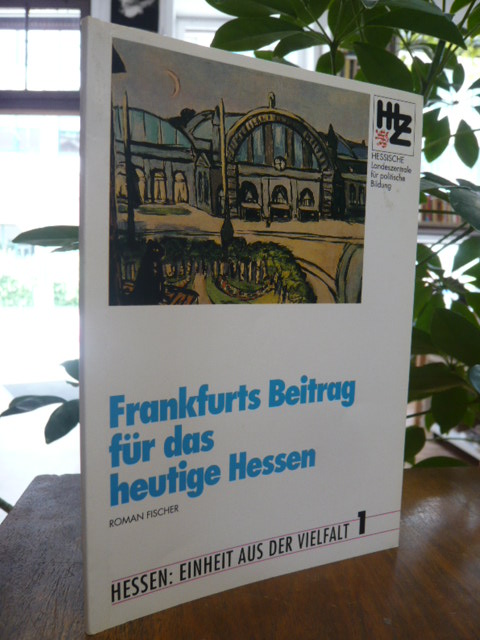 HLZ
HESSISCHE
Landeszentrale
für politische
Bildung
Frankfurts Beitrag
für das
heutige Hessen
ROMAN FISCHER
HESSEN: EINHEIT AUS DER VIELFALT 1